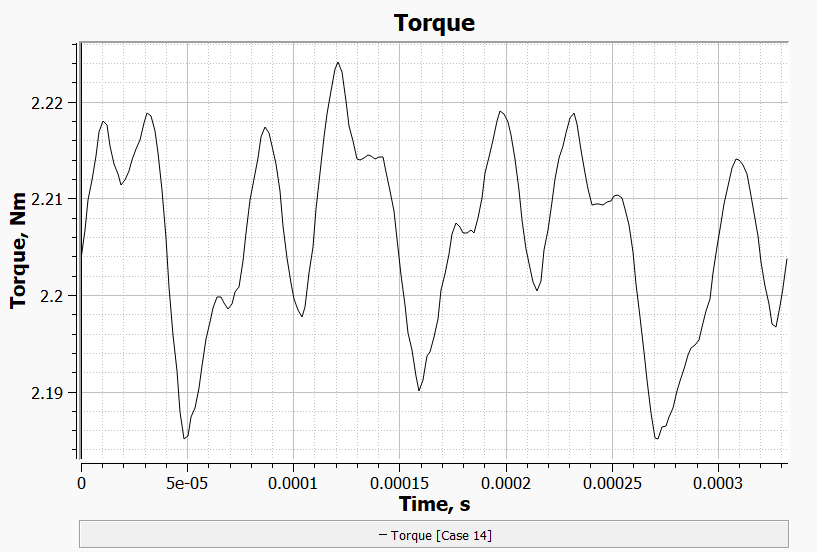 Torque
2.22
2.21
2.2
2.19
Torque, Nm
0 5e-05 0.0001 0.00015 0.0002 0.00025 0.0003
Time, s
Torque [Case 14]